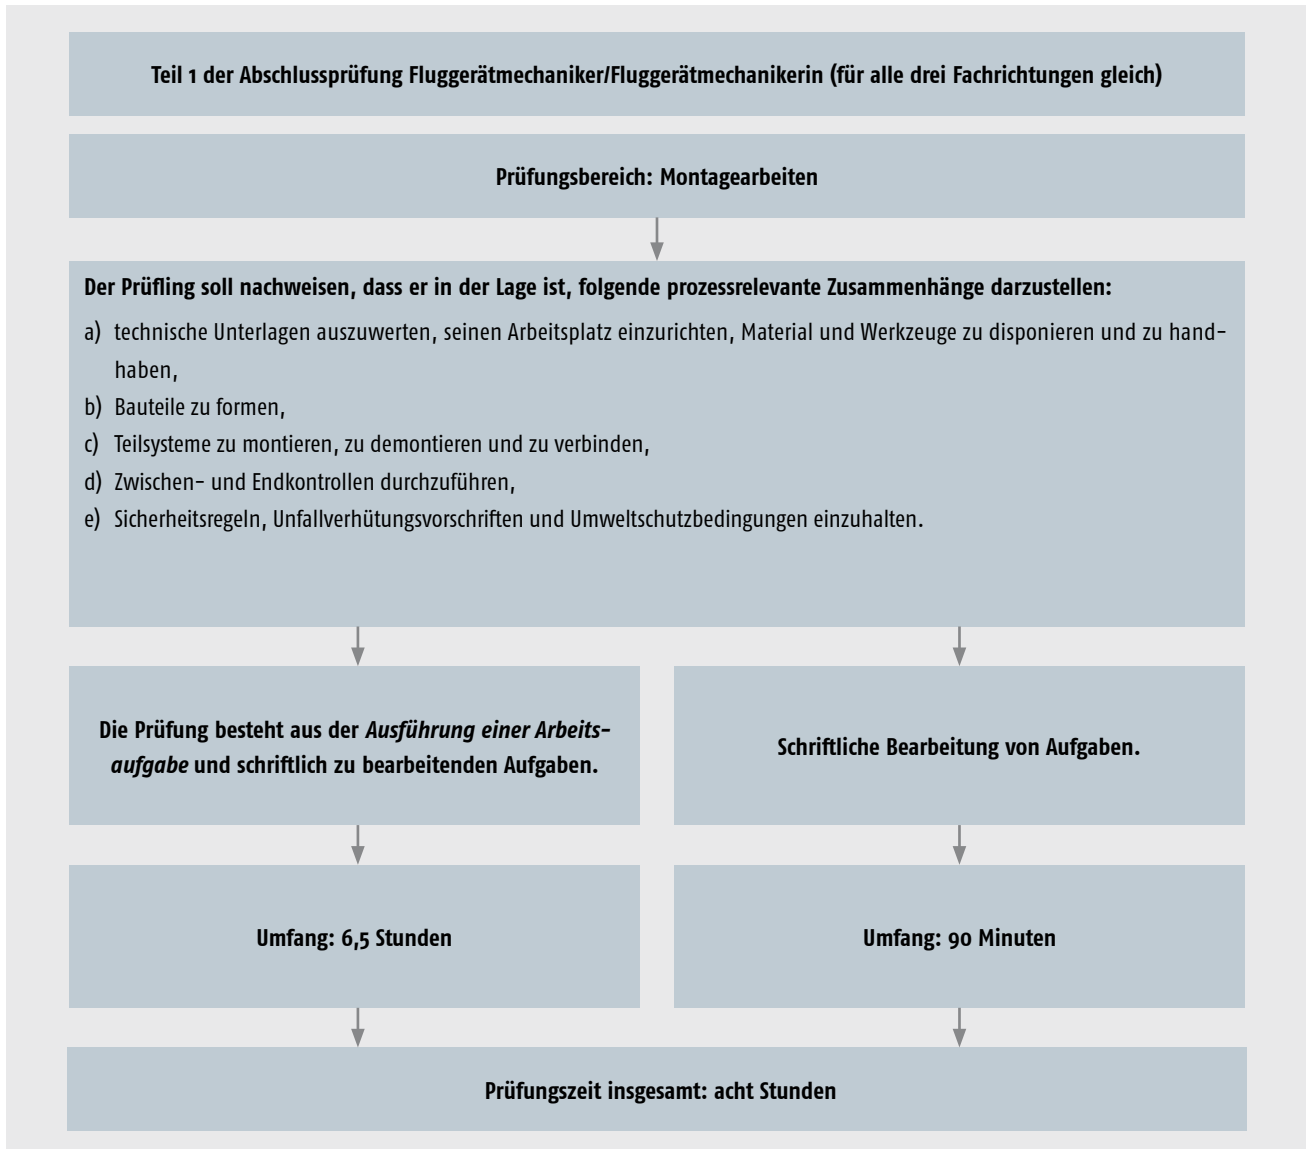 Teil 1 der Abschlussprüfung Fluggerätmechaniker/Fluggerätmechanikerin (für alle drei Fachrichtungen gleich)
Prüfungsbereich: Montagearbeiten
Der Prüfling soll nachweisen, dass er in der Lage ist, folgende prozessrelevante Zusammenhänge darzustellen:
a) technische Unterlagen auszuwerten, seinen Arbeitsplatz einzurichten, Material und Werkzeuge zu disponieren und zu hand-
haben,
b) Bauteile zu formen,
c) Teilsysteme zu montieren, zu demontieren und zu verbinden,
d) Zwischen- und Endkontrollen durchzuführen,
e) Sicherheitsregeln, Unfallverhütungsvorschriften und Umweltschutzbedingungen einzuhalten.
Die Prüfung besteht aus der Ausführung einer Arbeits-
aufgabe und schriftlich zu bearbeitenden Aufgaben.
Schriftliche Bearbeitung von Aufgaben.
Umfang: 6,5 Stunden
Umfang: 90 Minuten
Prüfungszeit insgesamt: acht Stunden